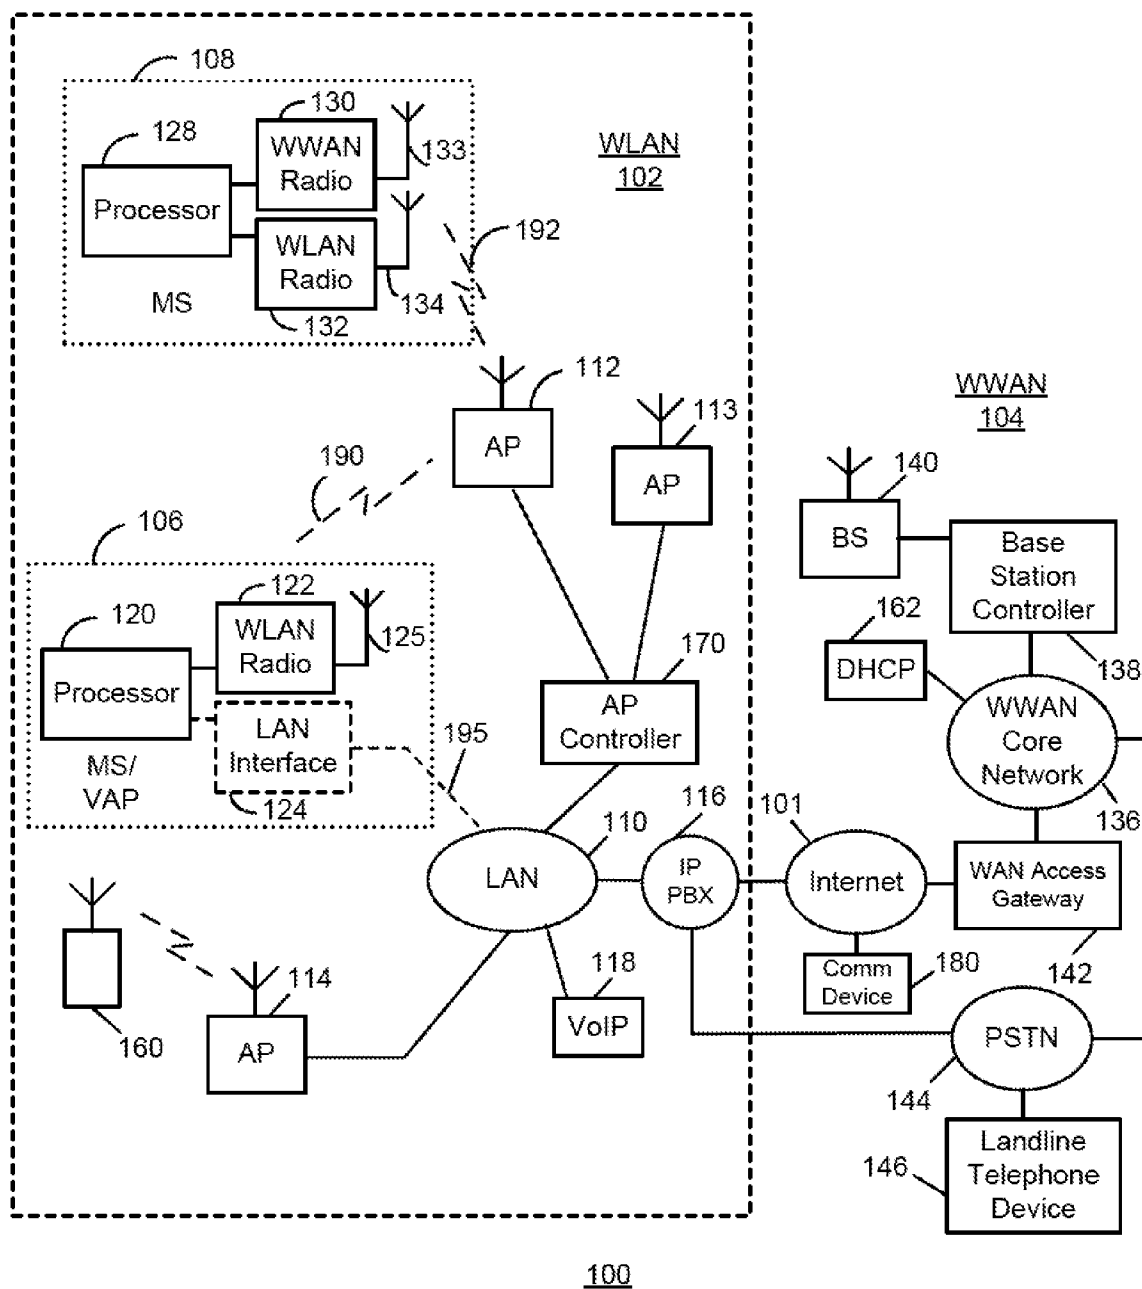 108
130
WWAN
Radio
133
128
Processor
WLAN
Radio
134
132
MS
192
WLAN
102
112
AP
113
AP
WWAN
104
190
140
BS
Base
Station
Controller
138
106
122
WLAN
Radio
125
120
Processor
LAN
Interface
124
MS/
VAP
195
170
AP
Controller
162
DHCP
WWAN
Core
Network
136
110
LAN
116
IP
PBX
101
Internet
WAN Access
Gateway
142
Comm
Device
180
160
114
AP
118
VoIP
PSTN
144
146
Landline
Telephone
Device
100